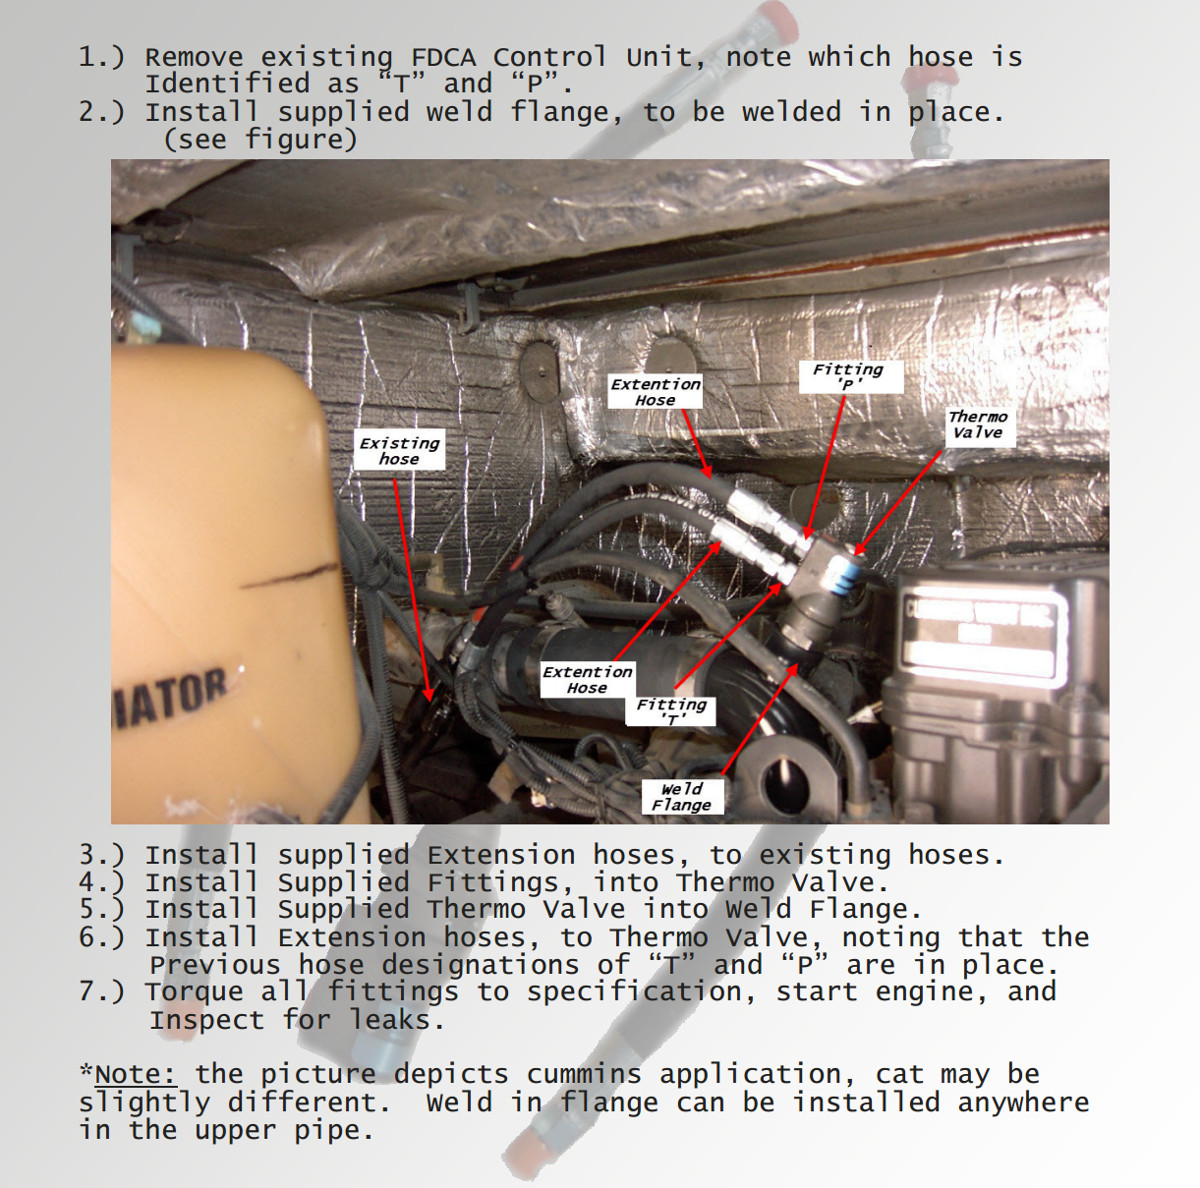 1.) Remove existing FDCA Control Unit, note which hose is
Identified as “T” and “P”.
2.) Install supplied weld flange, to be welded in place.
(see figure)
Extention
Hose
Fitting
'P'
Thermo
Valve
Existing
hose
IATOR
Extention
Hose
Fitting
'T'
Weld
Flange
3.) Install supplied Extension hoses, to existing hoses.
4.) Install Supplied Fittings, into Thermo Valve.
5.) Install Supplied Thermo Valve into Weld Flange.
6.) Install Extension hoses, to Thermo Valve, noting that the
Previous hose designations of “T” and “P” are in place.
7.) Torque all fittings to specification, start engine, and
Inspect for leaks.
*Note: the picture depicts cummins application, cat may be
slightly different. Weld in flange can be installed anywhere
in the upper pipe.